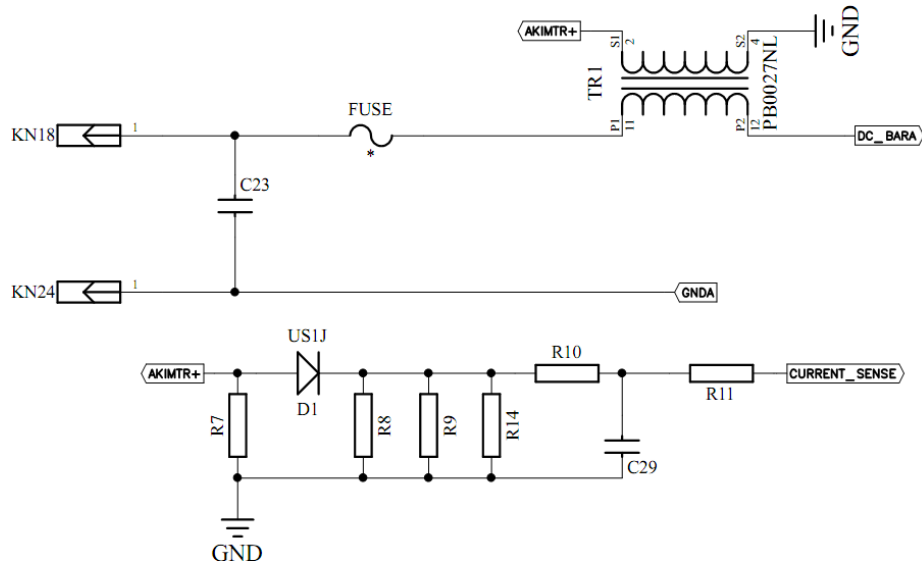 AKIMTR+
S1
2
S2
4
GND
TR1
PB0027NL
FUSE
*
P1
11
P2
12
KN18
1
DC_BARA
C23
KN24
1
GNDA
US1J
AKIMTR+
D1
R10
R11
CURRENT_SENSE
R7
R8
R9
R14
C29
GND